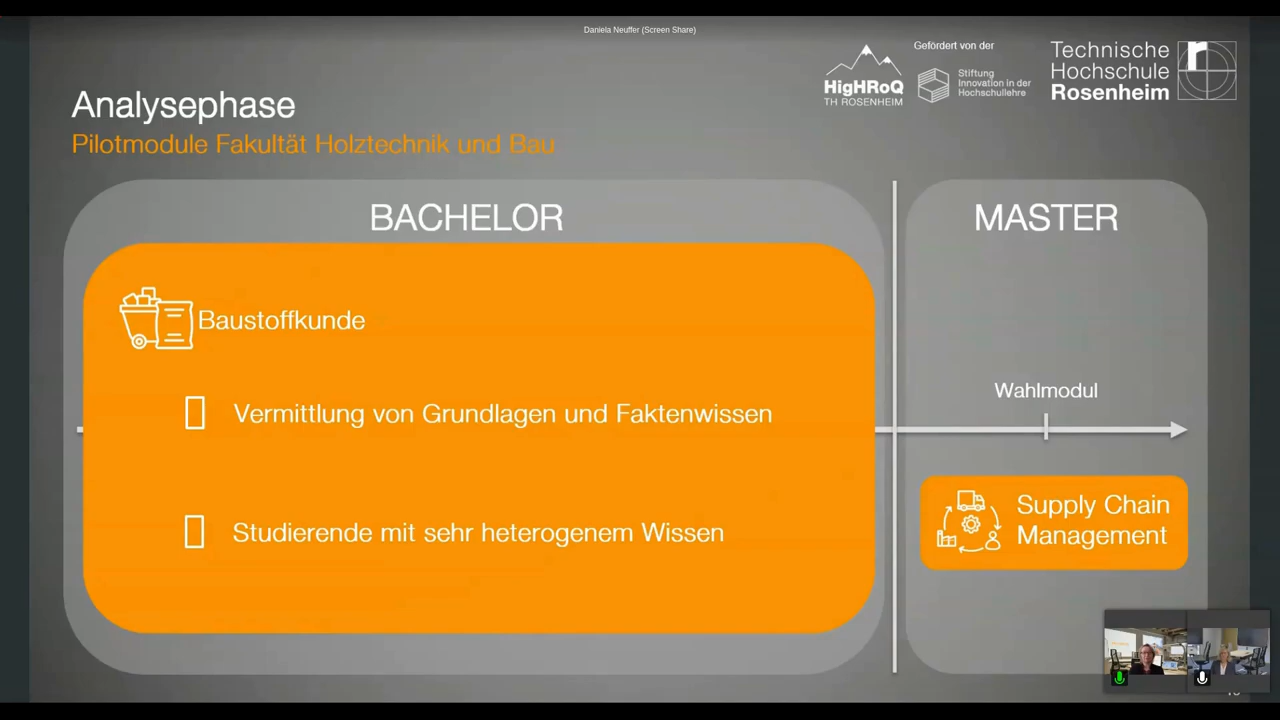 Daniela Neuffer (Screen Share)
Gefördert von der
HigHRoQ
TH ROSENHEIM
Stiftung
Innovation in der
Hochschullehre
Technische
Hochschule
Rosenheim
Analysephase
Pilotmodule Fakultät Holztechnik und Bau
BACHELOR
Baustoffkunde
Vermittlung von Grundlagen und Faktenwissen
Studierende mit sehr heterogenem Wissen
MASTER
Wahlmodul
Supply Chain
Management